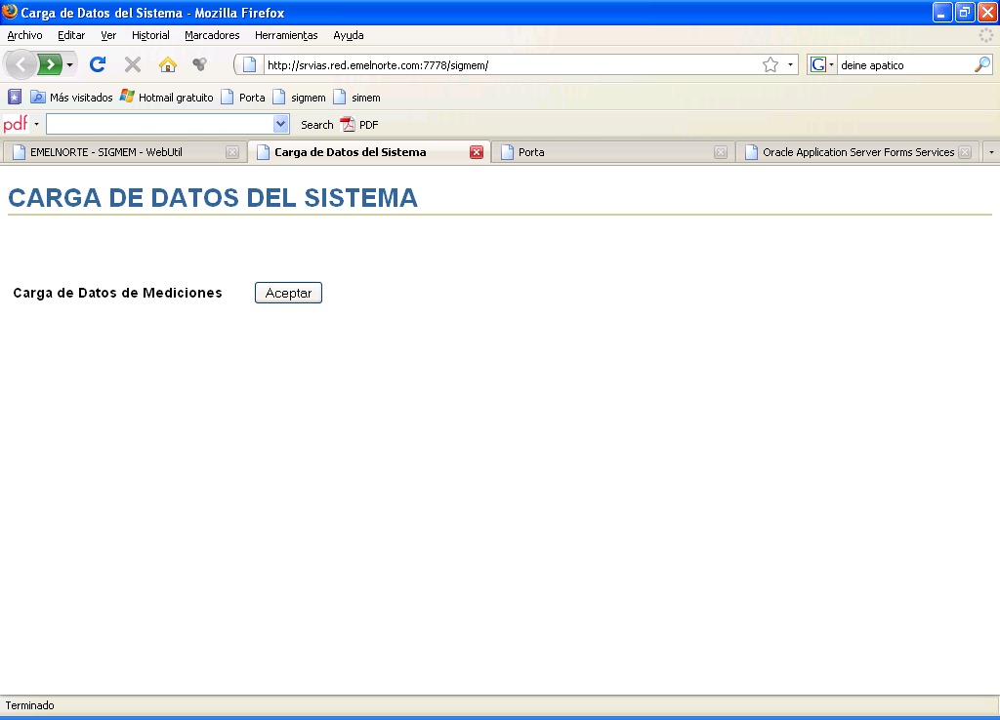 Carga de Datos del Sistema - Mozilla Firefox
Archivo Editar Ver Historial Marcadores Herramientas Ayuda
http://srvias.red.emelnorte.com:7778/sigmem/ G deine apatico
Más visitados Hotmail gratuito Porta sigmem simem
pdf Search PDF
EMELNORTE - SIGMEM - WebUtil Carga de Datos del Sistema Porta Oracle Application Server Forms Services
CARGA DE DATOS DEL SISTEMA
Carga de Datos de Mediciones Aceptar
Terminado